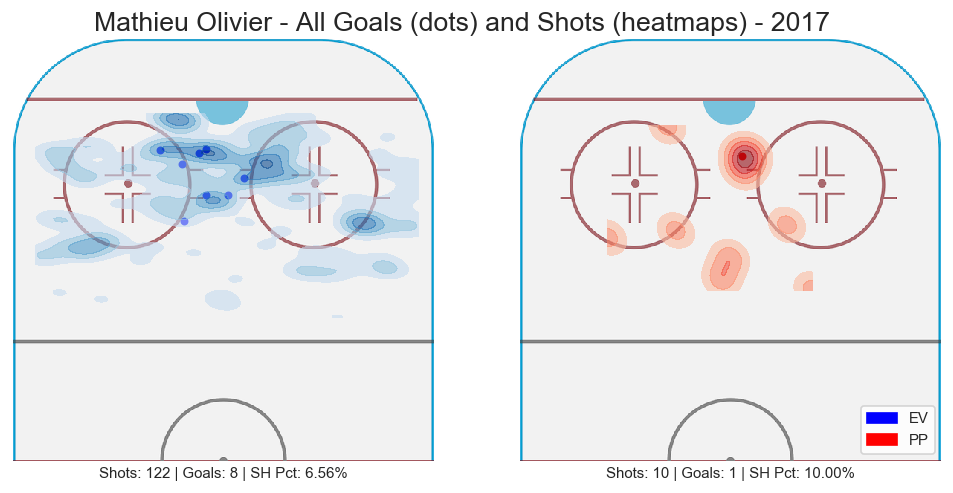 Mathieu Olivier - All Goals (dots) and Shots (heatmaps) - 2017
EV
PP
Shots: 122 | Goals: 8 | SH Pct: 6.56%
Shots: 10 | Goals: 1 | SH Pct: 10.00%